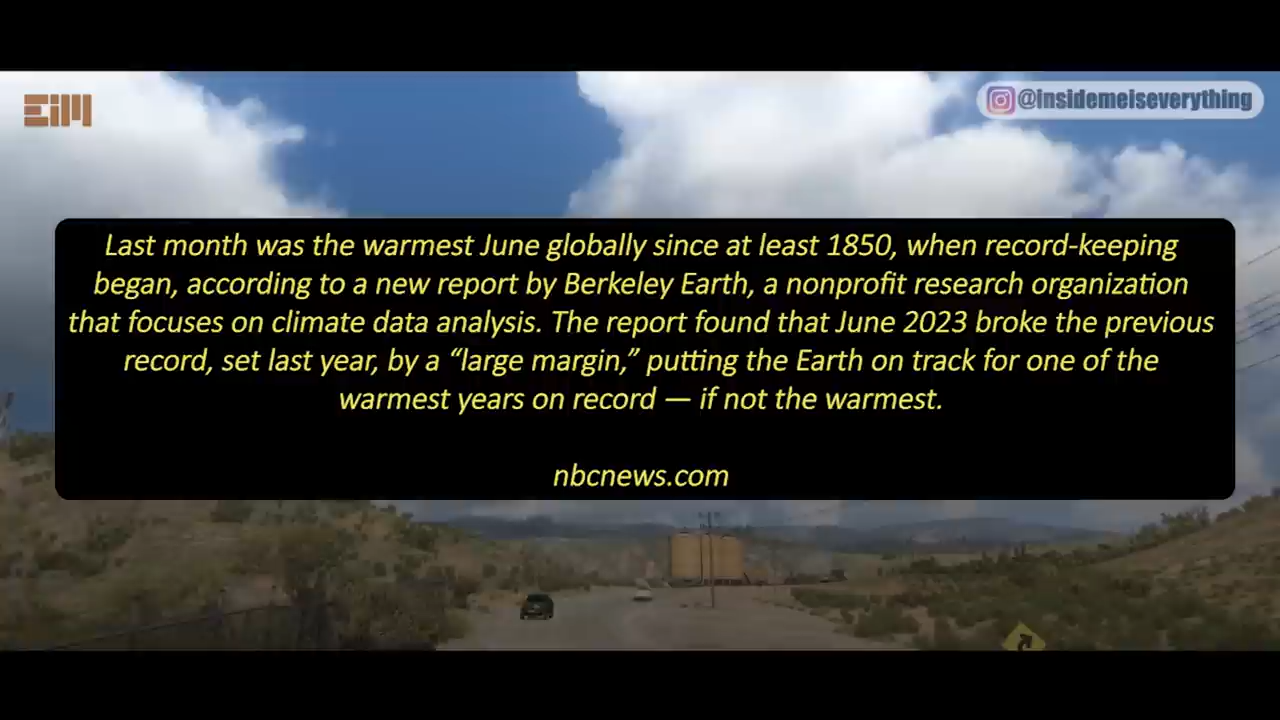 EiM
@insidemeiseverything
Last month was the warmest June globally since at least 1850, when record-keeping
began, according to a new report by Berkeley Earth, a nonprofit research organization
that focuses on climate data analysis. The report found that June 2023 broke the previous
record, set last year, by a “large margin,” putting the Earth on track for one of the
warmest years on record — if not the warmest.
nbcnews.com